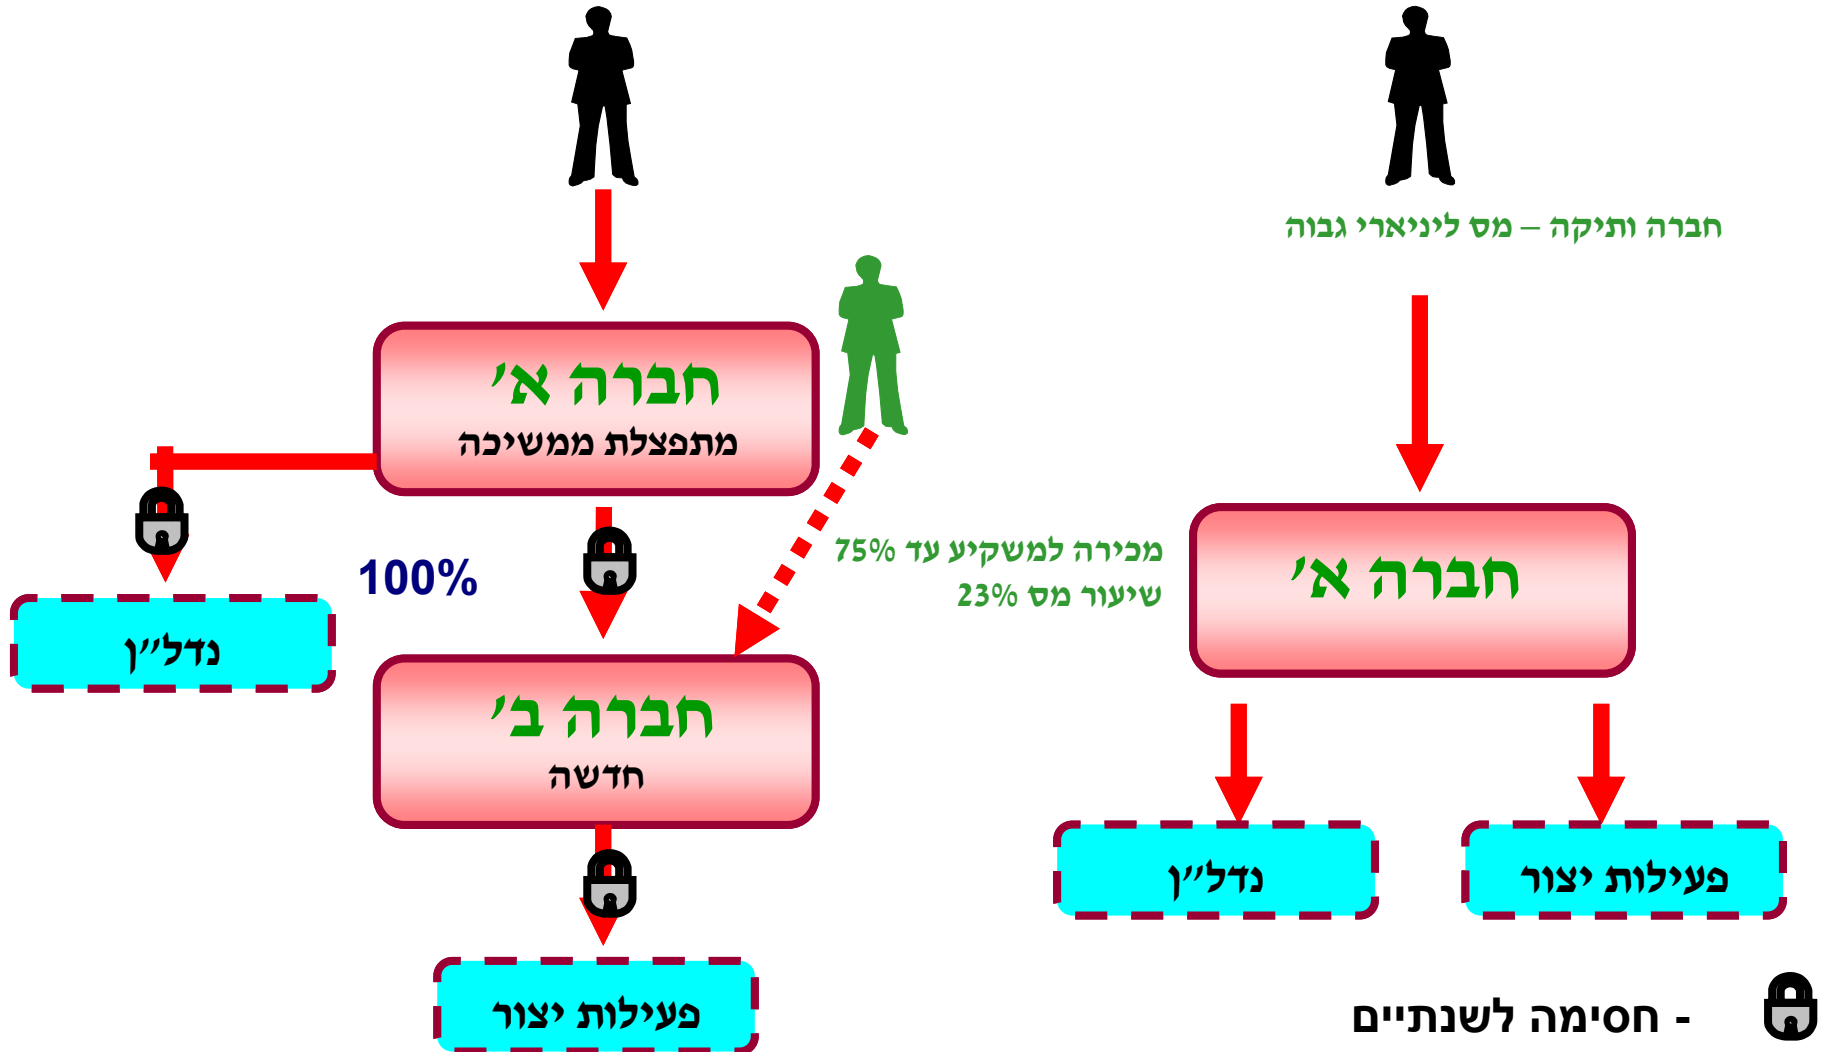 חברה ותיקה – מס ליניארי גבוה
חברה א'
נדל"ן
פעילות יצור
- חסימה לשנתיים
חברה א'
מתפצלת ממשיכה
מכירה למשקיע עד 75%
שיעור מס 23%
100%
נדל"ן
חברה ב'
חדשה
פעילות יצור